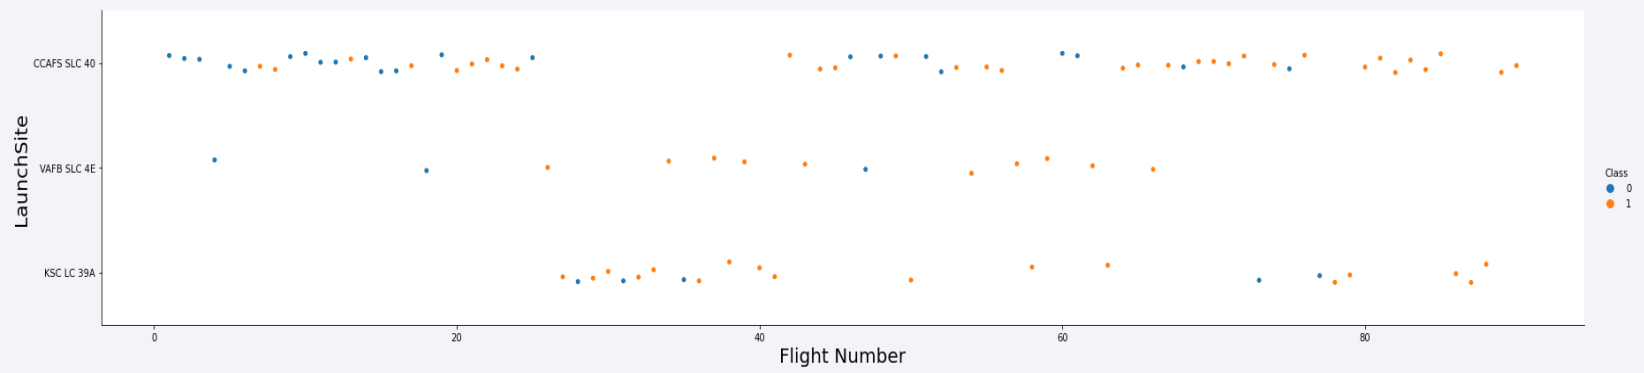 LaunchSite
CCAFS SLC 40
VAFB SLC 4E
KSC LC 39A
0 20 40 60 80
Flight Number
Class
0
1